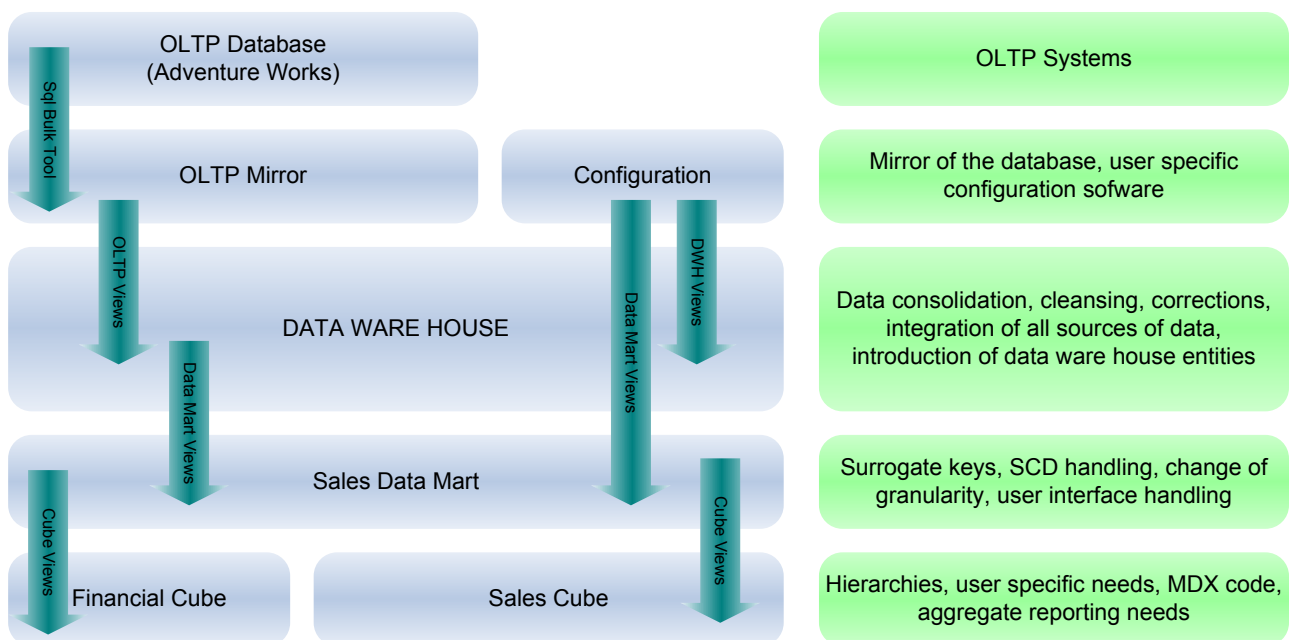 OLTP Database
(Adventure Works)
OLTP Systems
Sql Bulk Tool
OLTP Mirror
Configuration
Mirror of the database, user specific
configuration sofware
OLTP Views
DATA WARE HOUSE
Data Mart Views
DWH Views
Data consolidation, cleansing, corrections,
integration of all sources of data,
introduction of data ware house entities
Data Mart Views
Sales Data Mart
Surrogate keys, SCD handling, change of
granularity, user interface handling
Cube Views
Cube Views
Financial Cube
Sales Cube
Hierarchies, user specific needs, MDX code,
aggregate reporting needs